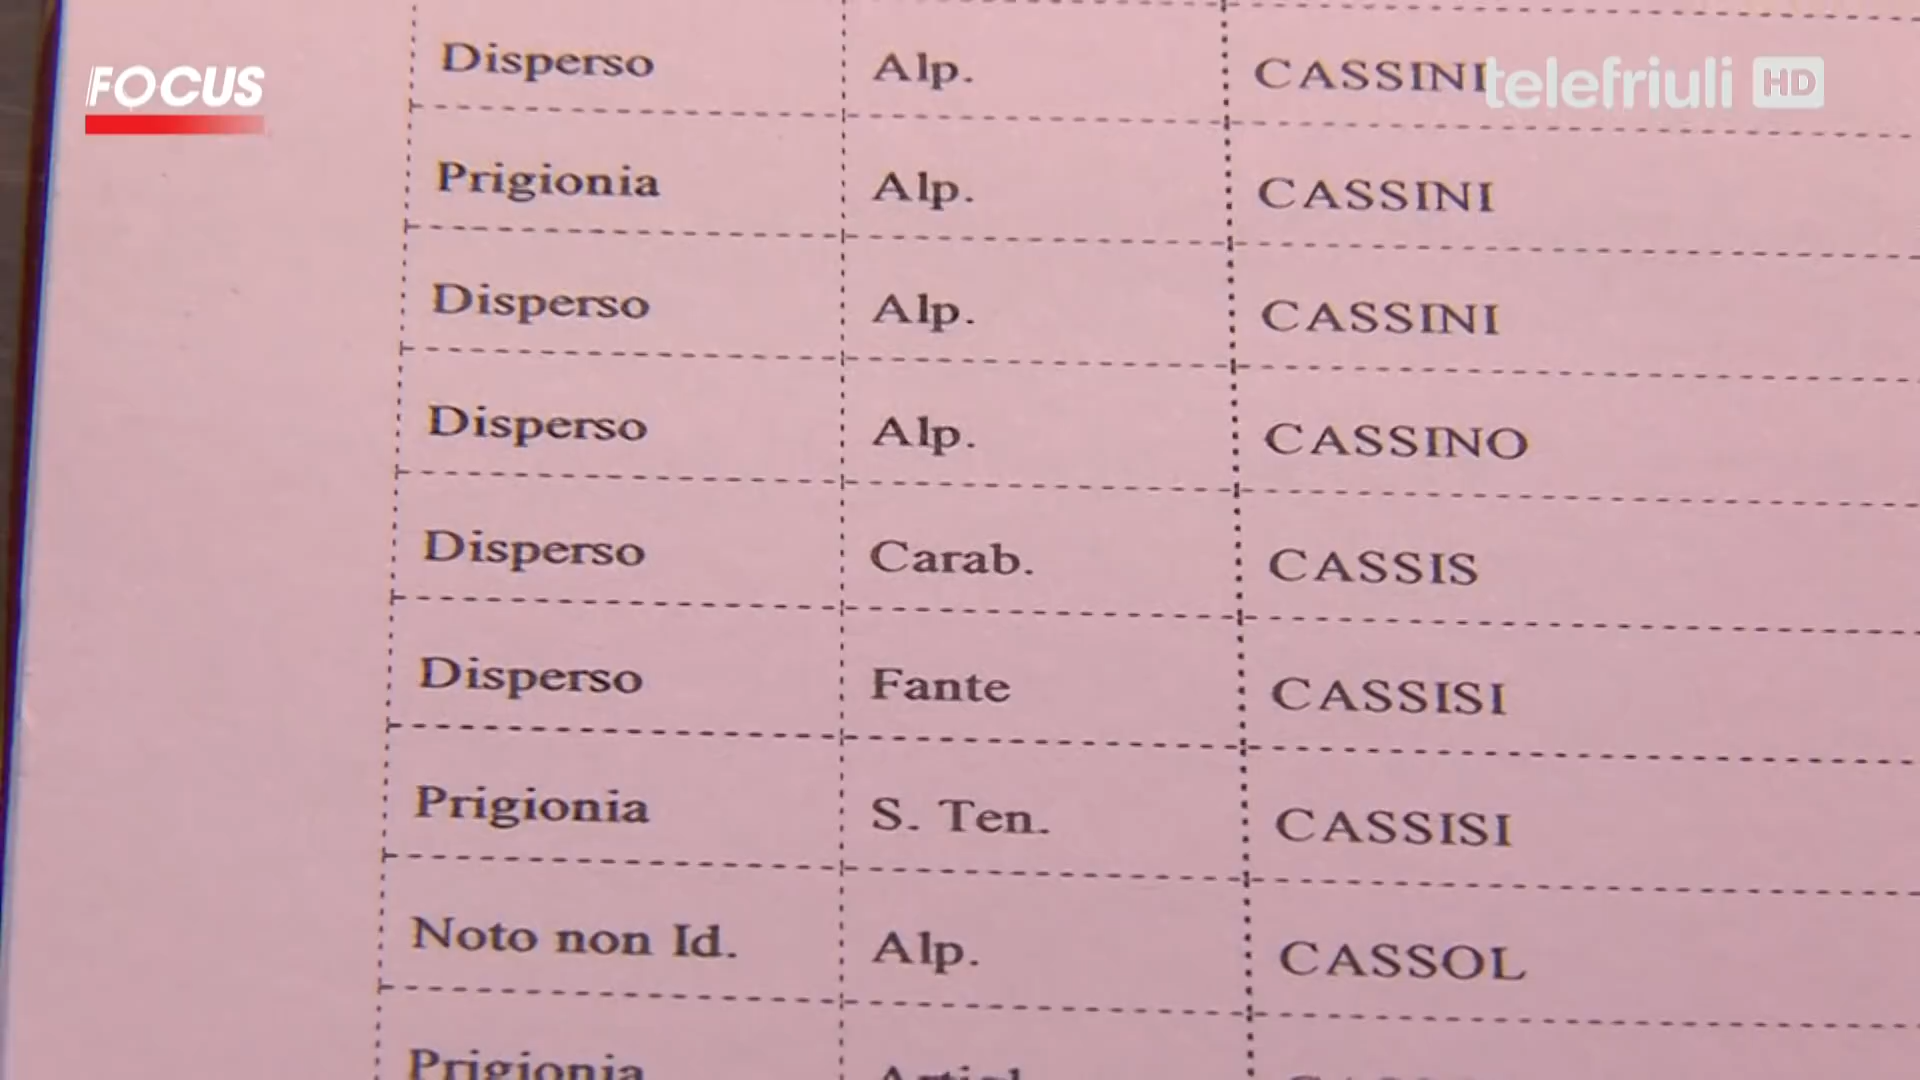 FOCUS
telefriuli HD
Disperso Alp. CASSINI
Prigionia Alp. CASSINI
Disperso Alp. CASSINI
Disperso Alp. CASSINO
Disperso Carab. CASSIS
Disperso Fante CASSISI
Prigionia S. Ten. CASSISI
Noto non Id. Alp. CASSOL
Prigionia